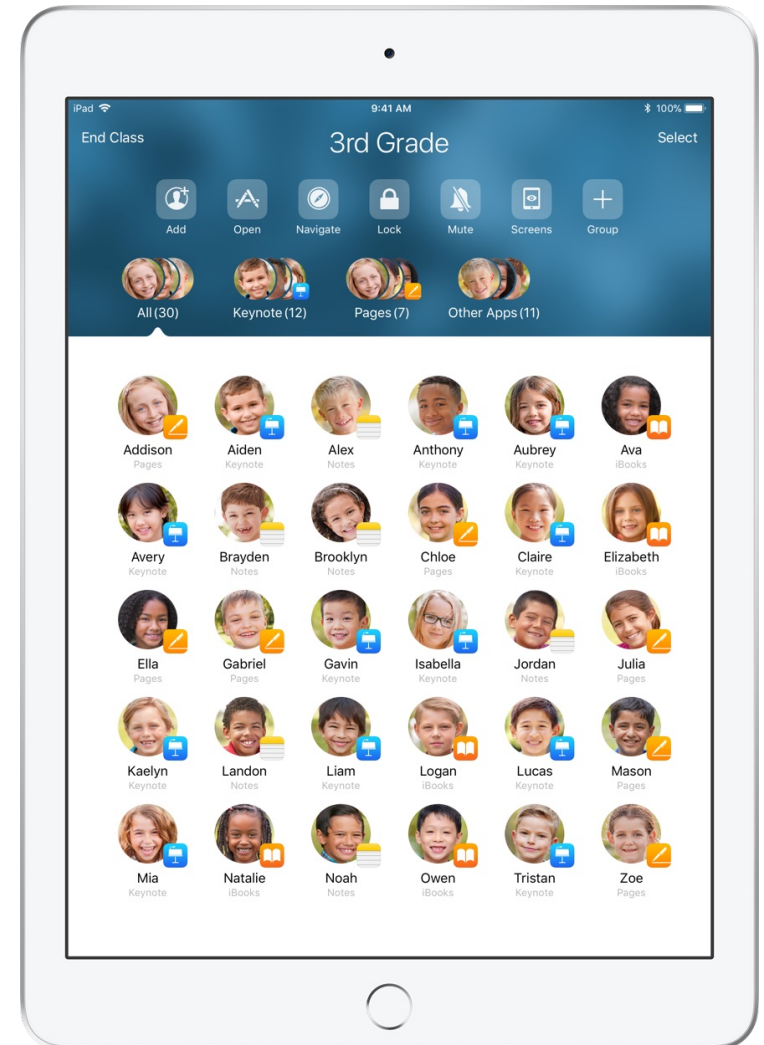 iPad 9:41 AM 100%
End Class 3rd Grade Select
Add Open Navigate Lock Mute Screens Group
All (30) Keynote (12) Pages (7) Other Apps (11)
Addison Aiden Alex Anthony Aubrey Ava
Pages Keynote Notes Keynote Keynote iBooks
Avery Brayden Brooklyn Chloe Claire Elizabeth
Keynote Notes Notes Pages Keynote iBooks
Ella Gabriel Gavin Isabella Jordan Julia
Pages Pages Keynote Keynote Notes Pages
Kaelyn Landon Liam Logan Lucas Mason
Keynote Notes Keynote iBooks Keynote Pages
Mia Natalie Noah Owen Tristan Zoe
Keynote iBooks Notes iBooks Keynote Pages